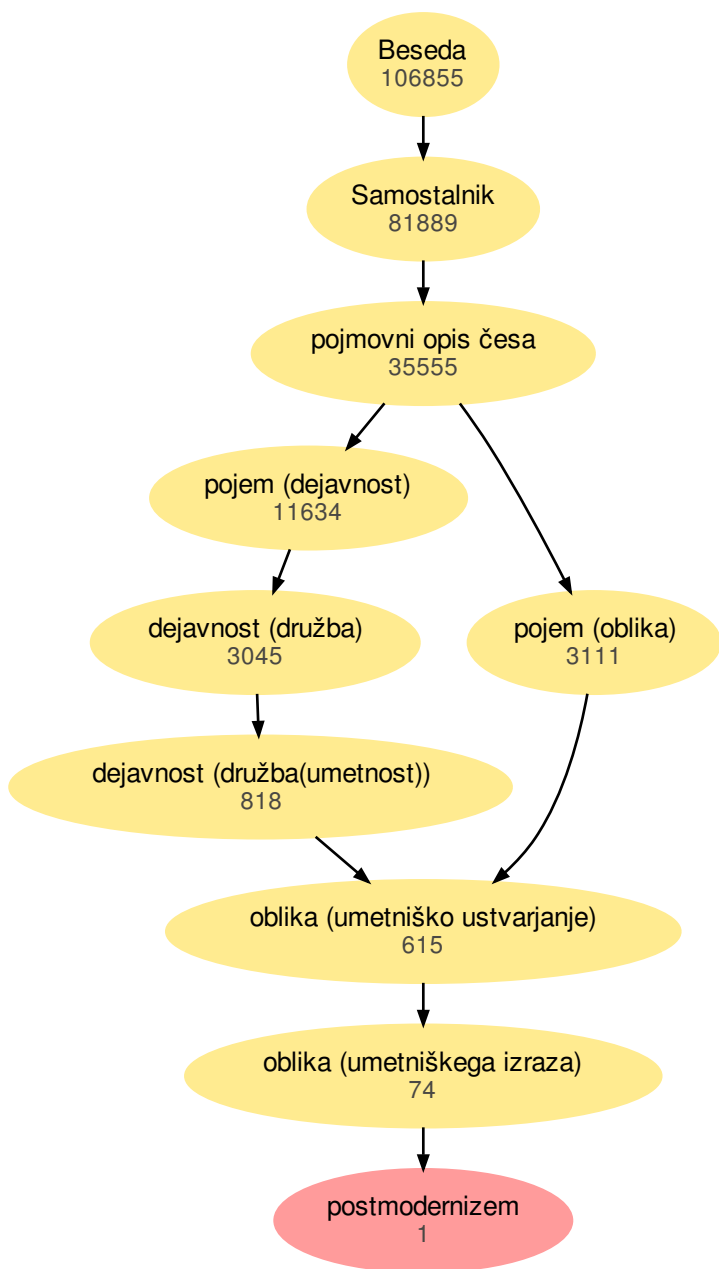 Beseda
106855
Samostalnik
81889
pojmovni opis česa
35555
pojem (dejavnost)
11634
dejavnost (družba)
3045
pojem (oblika)
3111
dejavnost (družba(umetnost))
818
oblika (umetniško ustvarjanje)
615
oblika (umetniškega izraza)
74
postmodernizem
1